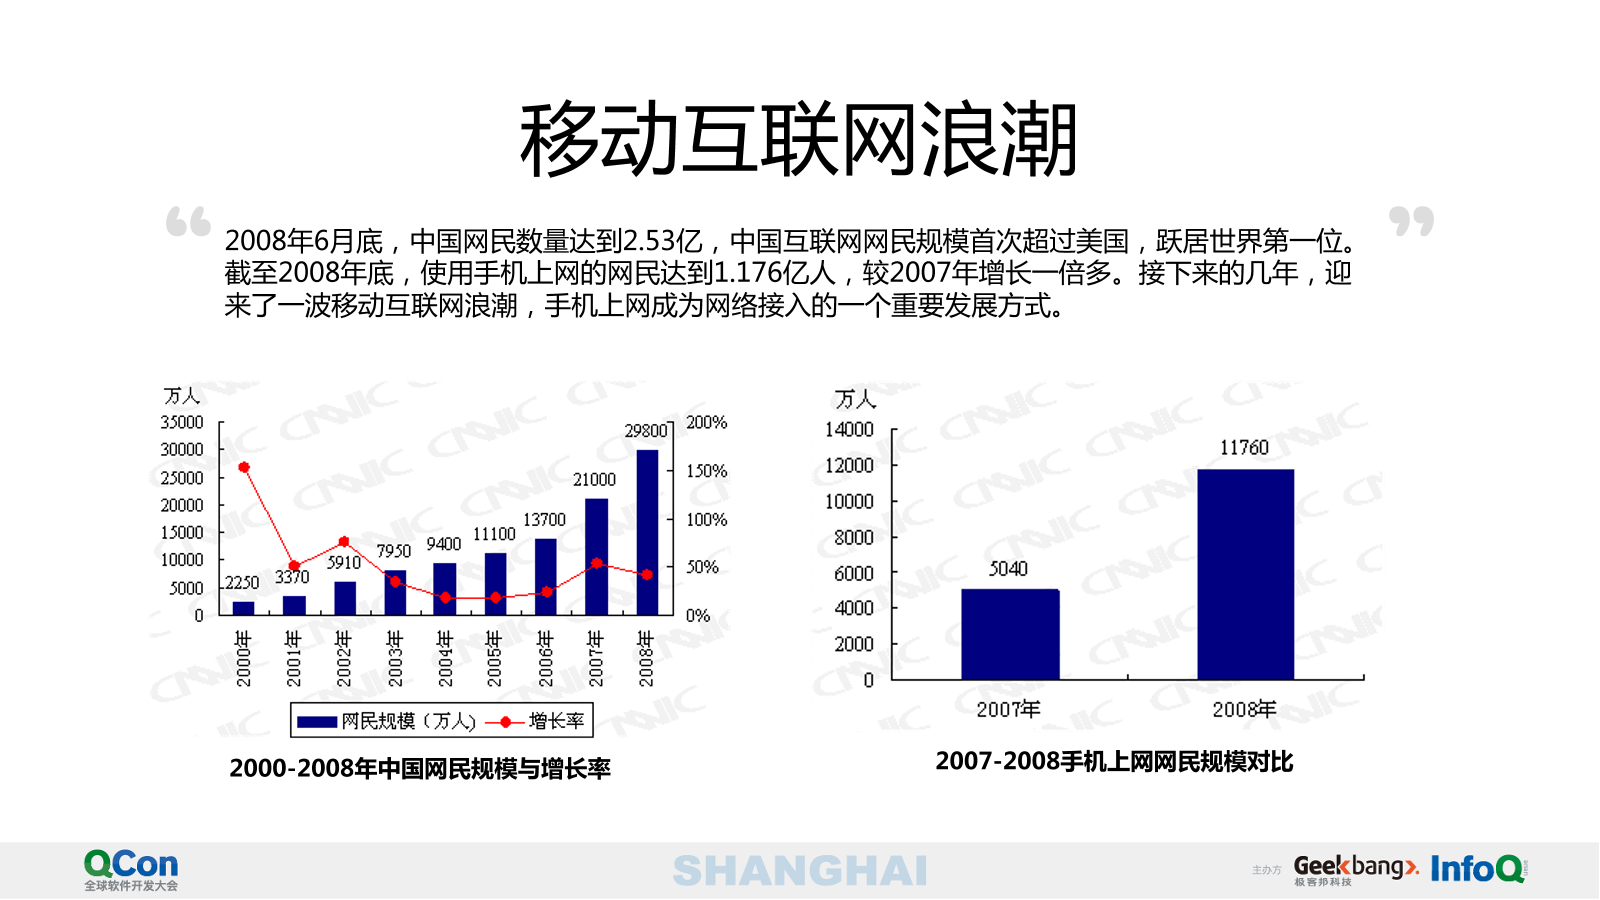 移动互联网浪潮
“
”
2008年6月底，中国网民数量达到2.53亿，中国互联网网民规模首次超过美国，跃居世界第一位。
截至2008年底，使用手机上网的网民达到1.176亿人，较2007年增长一倍多。接下来的几年，迎
来了一波移动互联网浪潮，手机上网成为网络接入的一个重要发展方式。
万人
35000
30000
25000
20000
15000
10000
5000
0
200%
150%
100%
50%
0%
2250
3370
5910
7950
9400
11100
13700
21000
29800
2000年
2001年
2002年
2003年
2004年
2005年
2006年
2007年
2008年
网民规模（万人）
增长率
2000-2008年中国网民规模与增长率
万人
14000
12000
10000
8000
6000
4000
2000
0
5040
11760
2007年
2008年
CNNIC
2007-2008手机上网网民规模对比
QCon
全球软件开发大会
SHANGHAI
主办方
Geekbang>.
极客邦科技
InfoQ